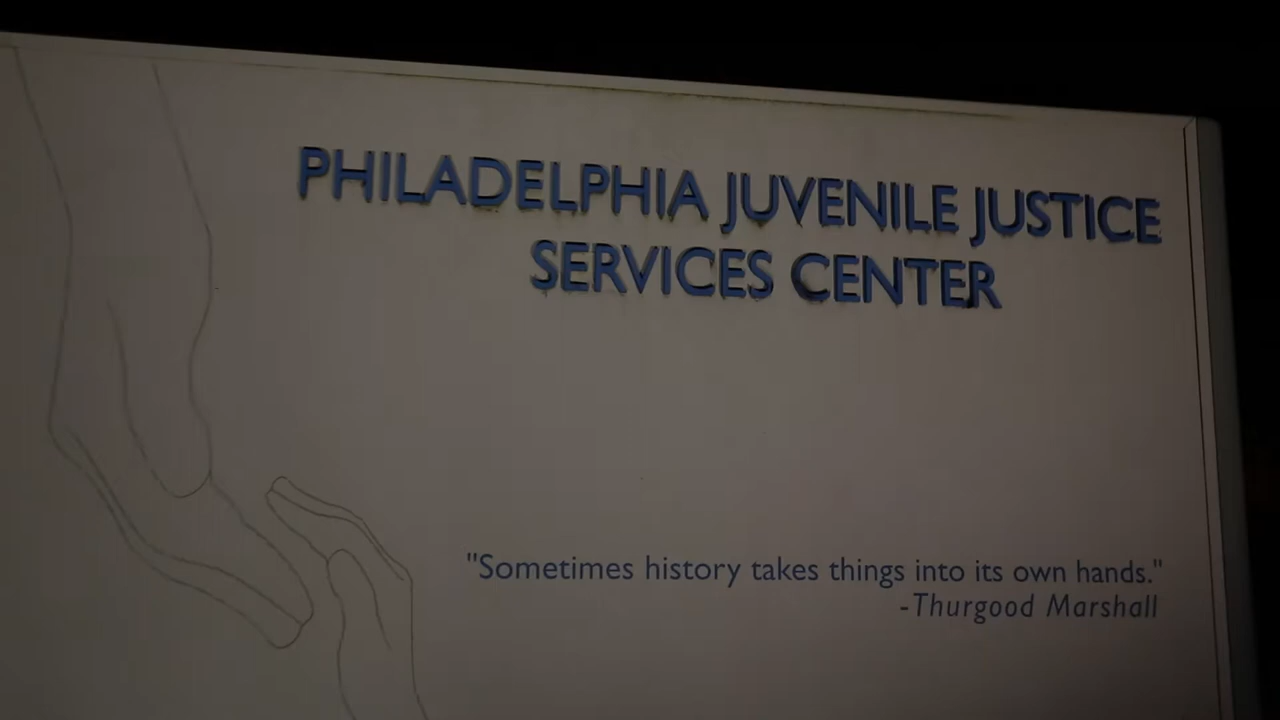 PHILADELPHIA JUVENILE JUSTICE
SERVICES CENTER
"Sometimes history takes things into its own hands."
-Thurgood Marshall